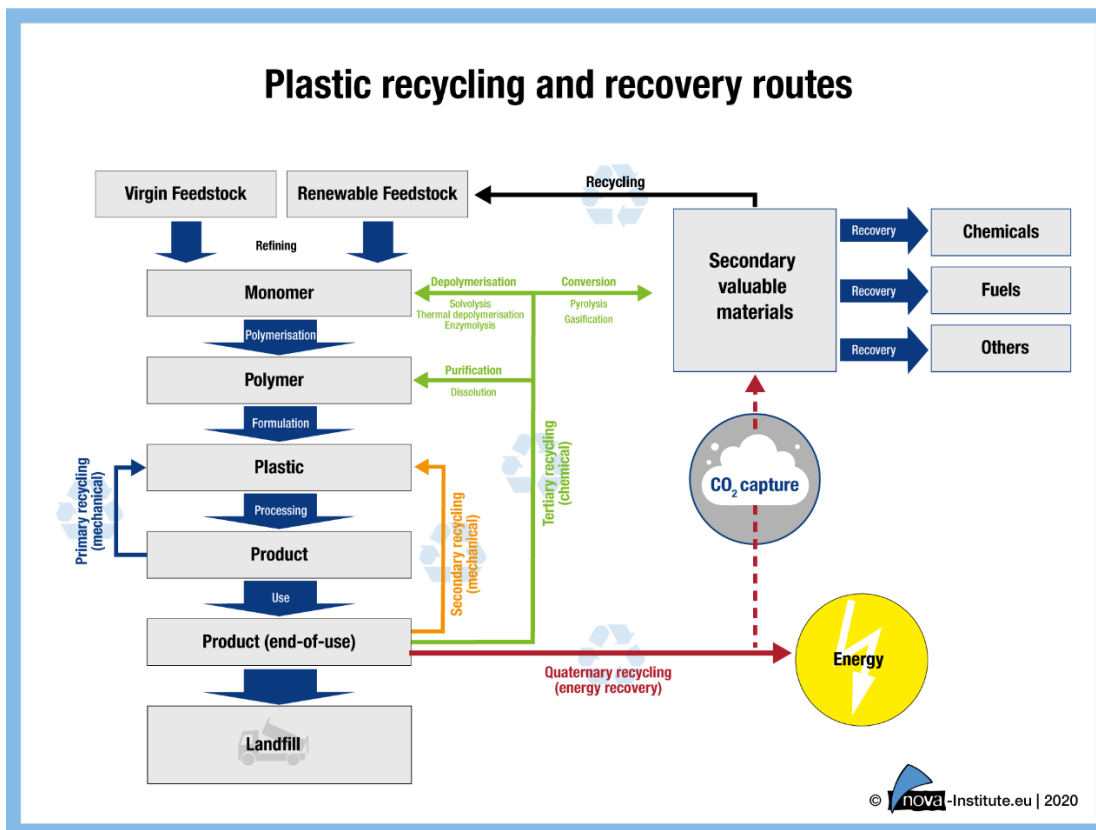 Plastic recycling and recovery routes
Virgin Feedstock
Renewable Feedstock
Recycling
Refining
Secondary
valuable
materials
Recovery
Chemicals
Recovery
Fuels
Recovery
Others
Monomer
Depolymerisation
Solvolysis
Thermal depolymerisation
Enzymolysis
Conversion
Pyrolysis
Gasification
Polymerisation
Polymer
Purification
Dissolution
Formulation
Plastic
Processing
Product
Use
Product (end-of-use)
Landfill
Primary recycling
(mechanical)
Secondary recycling
(mechanical)
Tertiary recycling
(chemical)
CO₂ capture
Quaternary recycling
(energy recovery)
Energy
© nova-Institute.eu | 2020